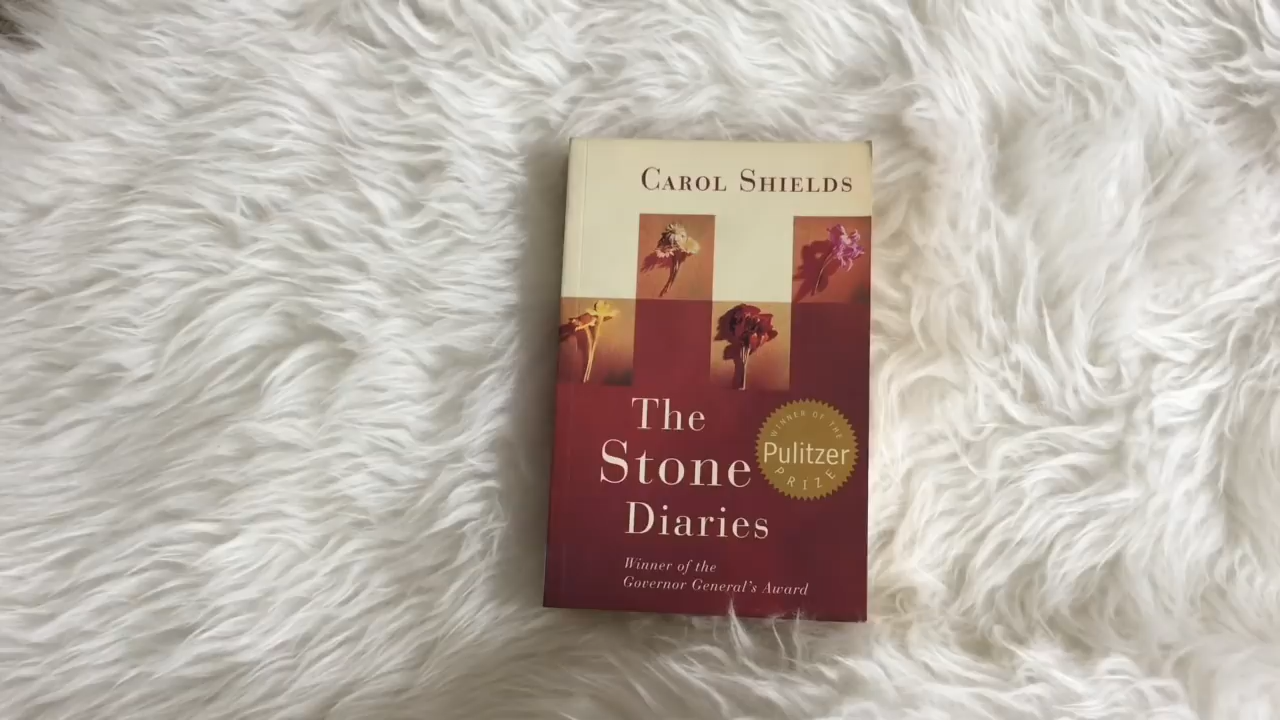 CAROL SHIELDS
The
Stone
Diaries
WINNER OF THE
Pulitzer
PRIZE
Winner of the
Governor General's Award